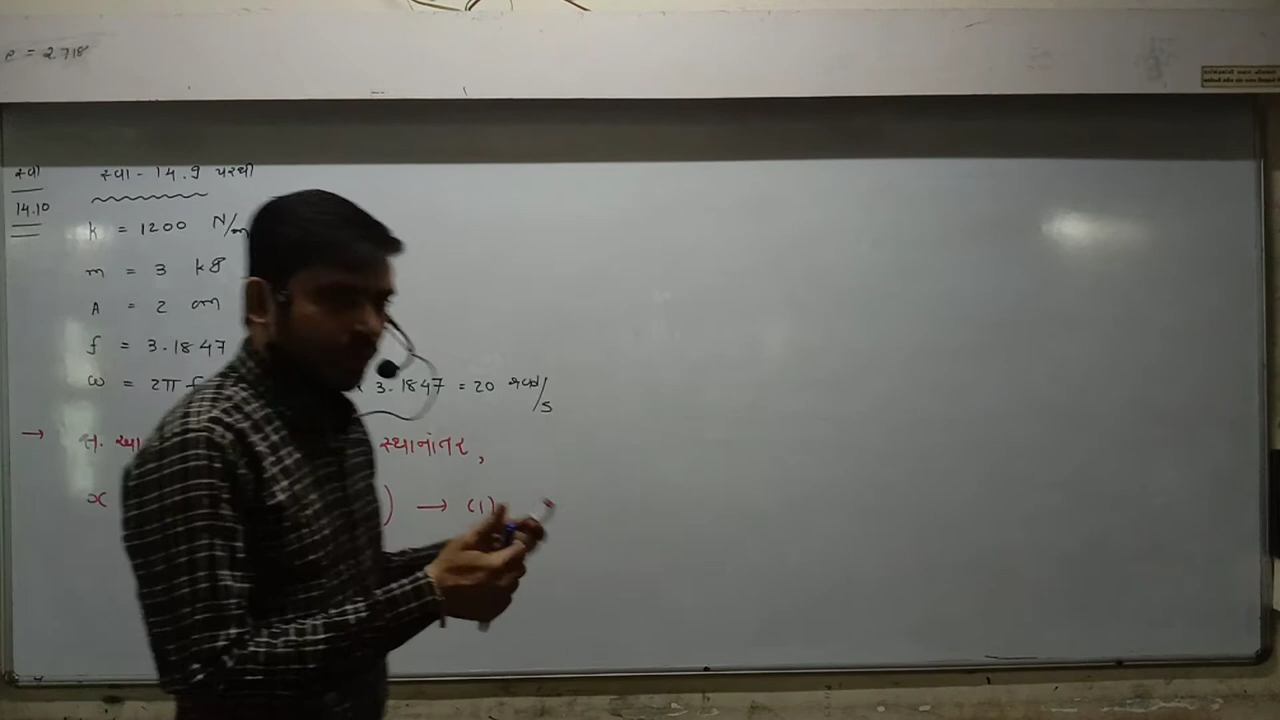 e = 2.718
સ્વા 14.10
સ્વા - 14.9 પરથી
k = 1200 N/m
m = 3 kg
A = 2 cm
f = 3.1847
ω = 2π f 3.1847 = 20 રેડ/s
→ સ્થાનાંતર,
x ) → (1)